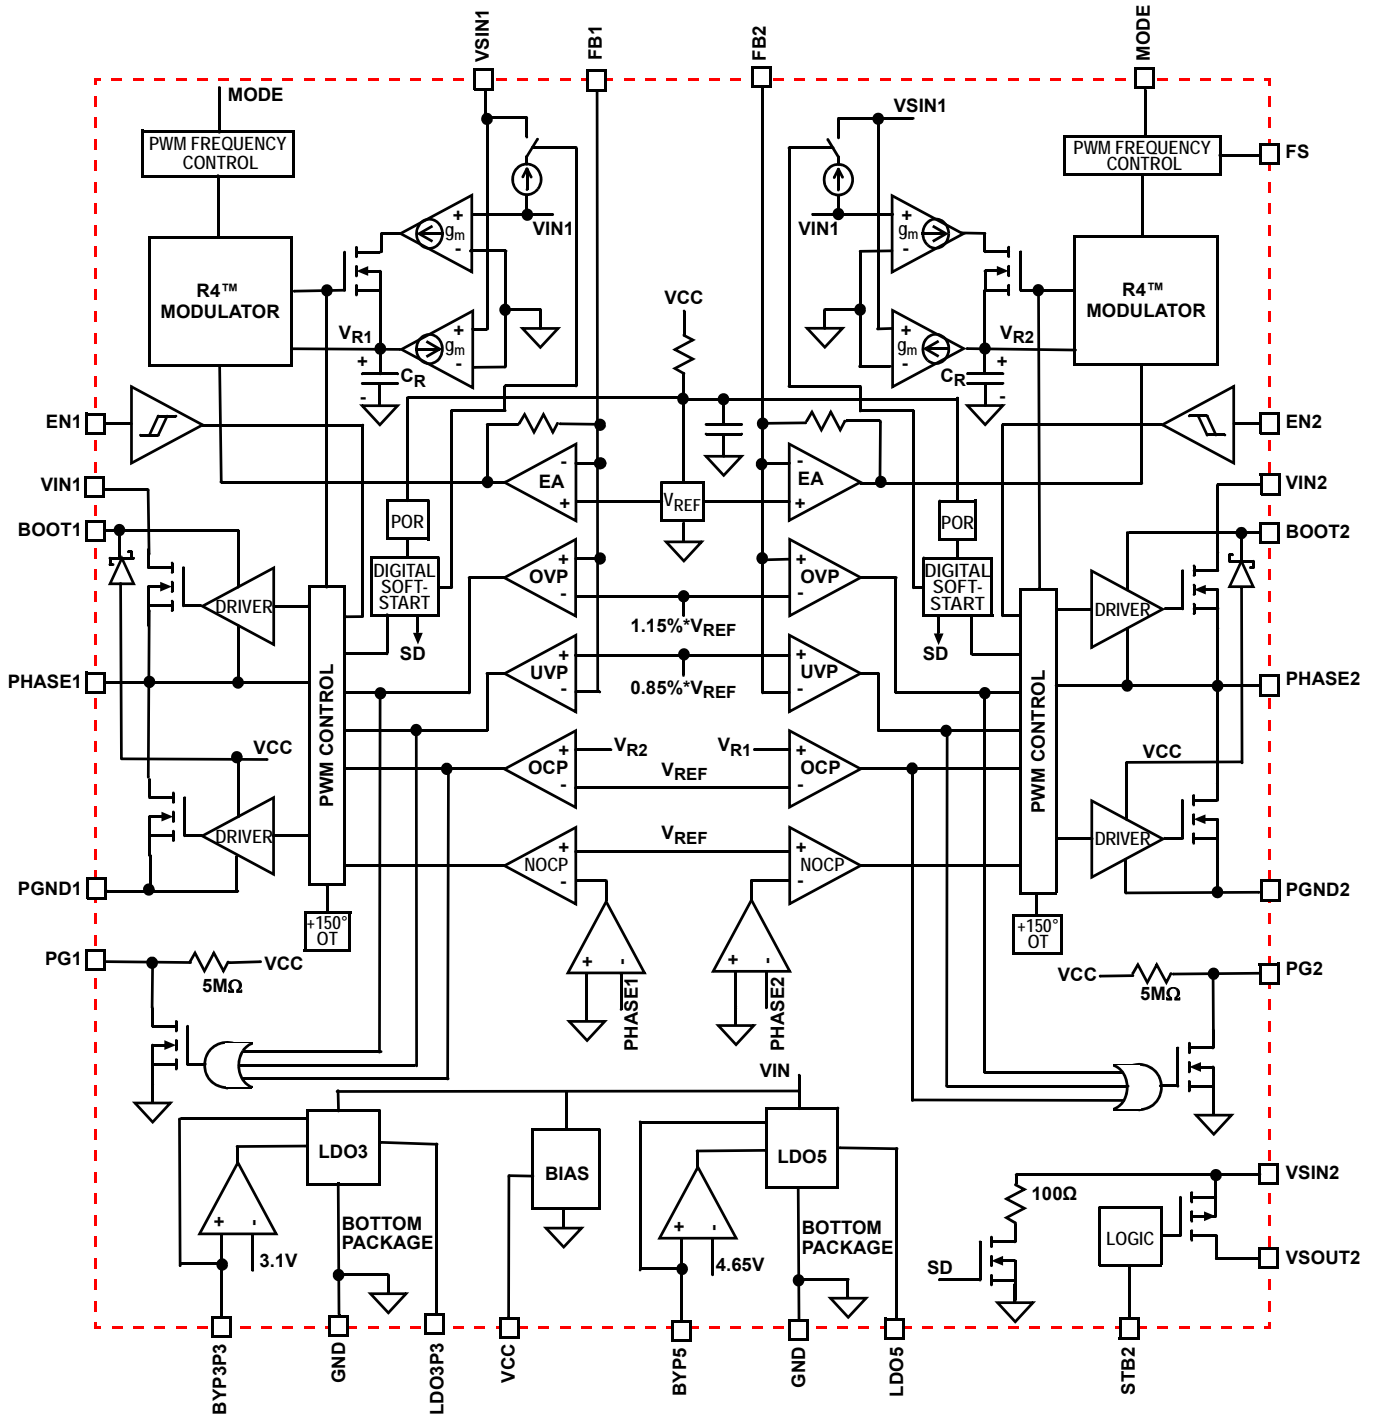 VSIN1
FB1
FB2
MODE
MODE
VSIN1
PWM FREQUENCY
CONTROL
PWM FREQUENCY
CONTROL
FS
+
gm
-
VIN1
VIN1
+
gm
-
R4™
MODULATOR
R4™
MODULATOR
VCC
VR1
+
gm
-
+
gm
-
VR2
+
CR
-
CR
+
-
EN1
EN2
VIN1
-
EA
+
VREF
-
EA
+
VIN2
BOOT1
POR
POR
BOOT2
DIGITAL
SOFT-
START
+
OVP
-
+
OVP
-
DIGITAL
SOFT-
START
DRIVER
DRIVER
1.15%*VREF
SD
SD
+
UVP
-
+
UVP
-
0.85%*VREF
PHASE1
PHASE2
PWM CONTROL
PWM CONTROL
VCC
VCC
+
OCP
-
VR2
VR1
+
OCP
-
VREF
DRIVER
DRIVER
VREF
+
NOCP
-
+
NOCP
-
PGND1
PGND2
+150°
OT
+150°
OT
PG1
VCC
5MΩ
+
-
+
-
VCC
5MΩ
PG2
PHASE1
PHASE2
VIN
LDO3
BIAS
LDO5
+
-
3.1V
BOTTOM
PACKAGE
+
-
4.65V
BOTTOM
PACKAGE
100Ω
VSIN2
LOGIC
SD
VSOUT2
BYP3P3
GND
LDO3P3
VCC
BYP5
GND
LDO5
STB2